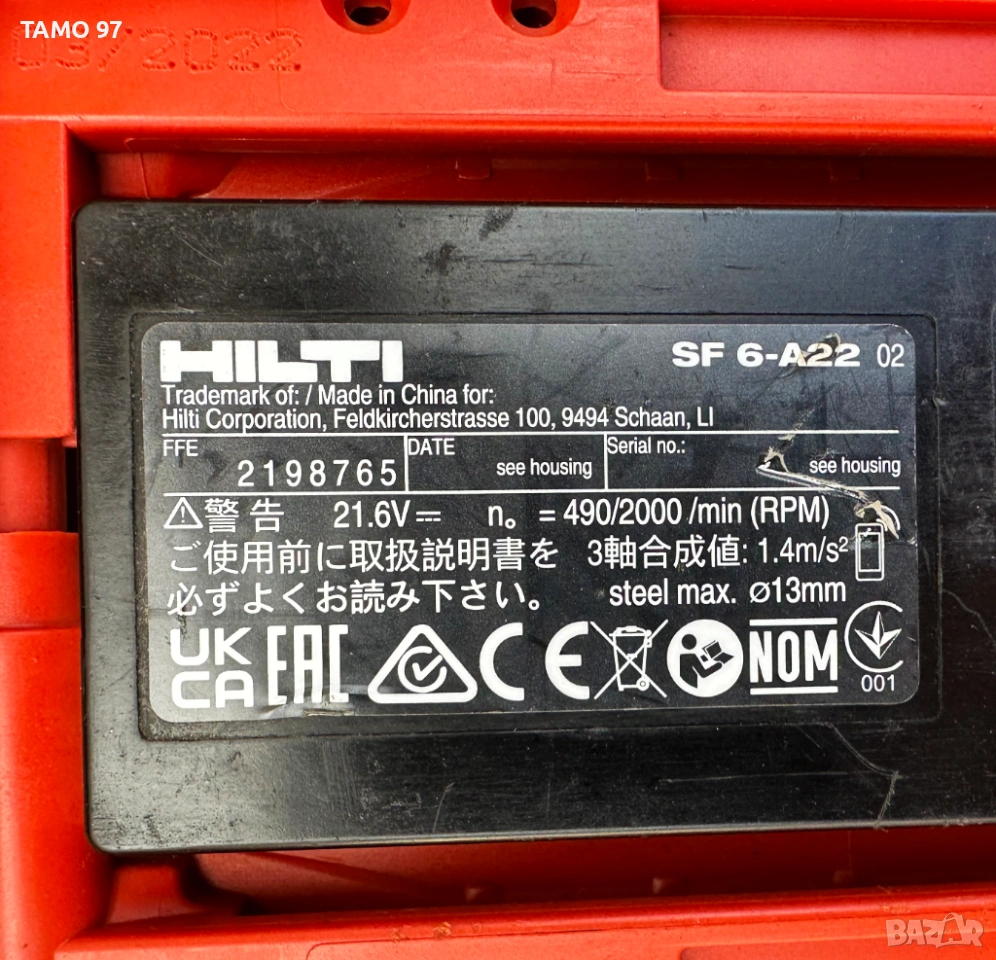 TAMO 97
03/2022
HILTI
SF 6-A22 02
Trademark of: / Made in China for:
Hilti Corporation, Feldkircherstrasse 100, 9494 Schaan, LI
FFE 2198765
DATE see housing
Serial no.: see housing
警告 21.6V n₀ = 490/2000 /min (RPM)
ご使用前に取扱説明書を 3軸合成値: 1.4m/s²
必ずよくお読み下さい。 steel max. ø13mm
UK CA EAC CE NOM 001
BAZAR